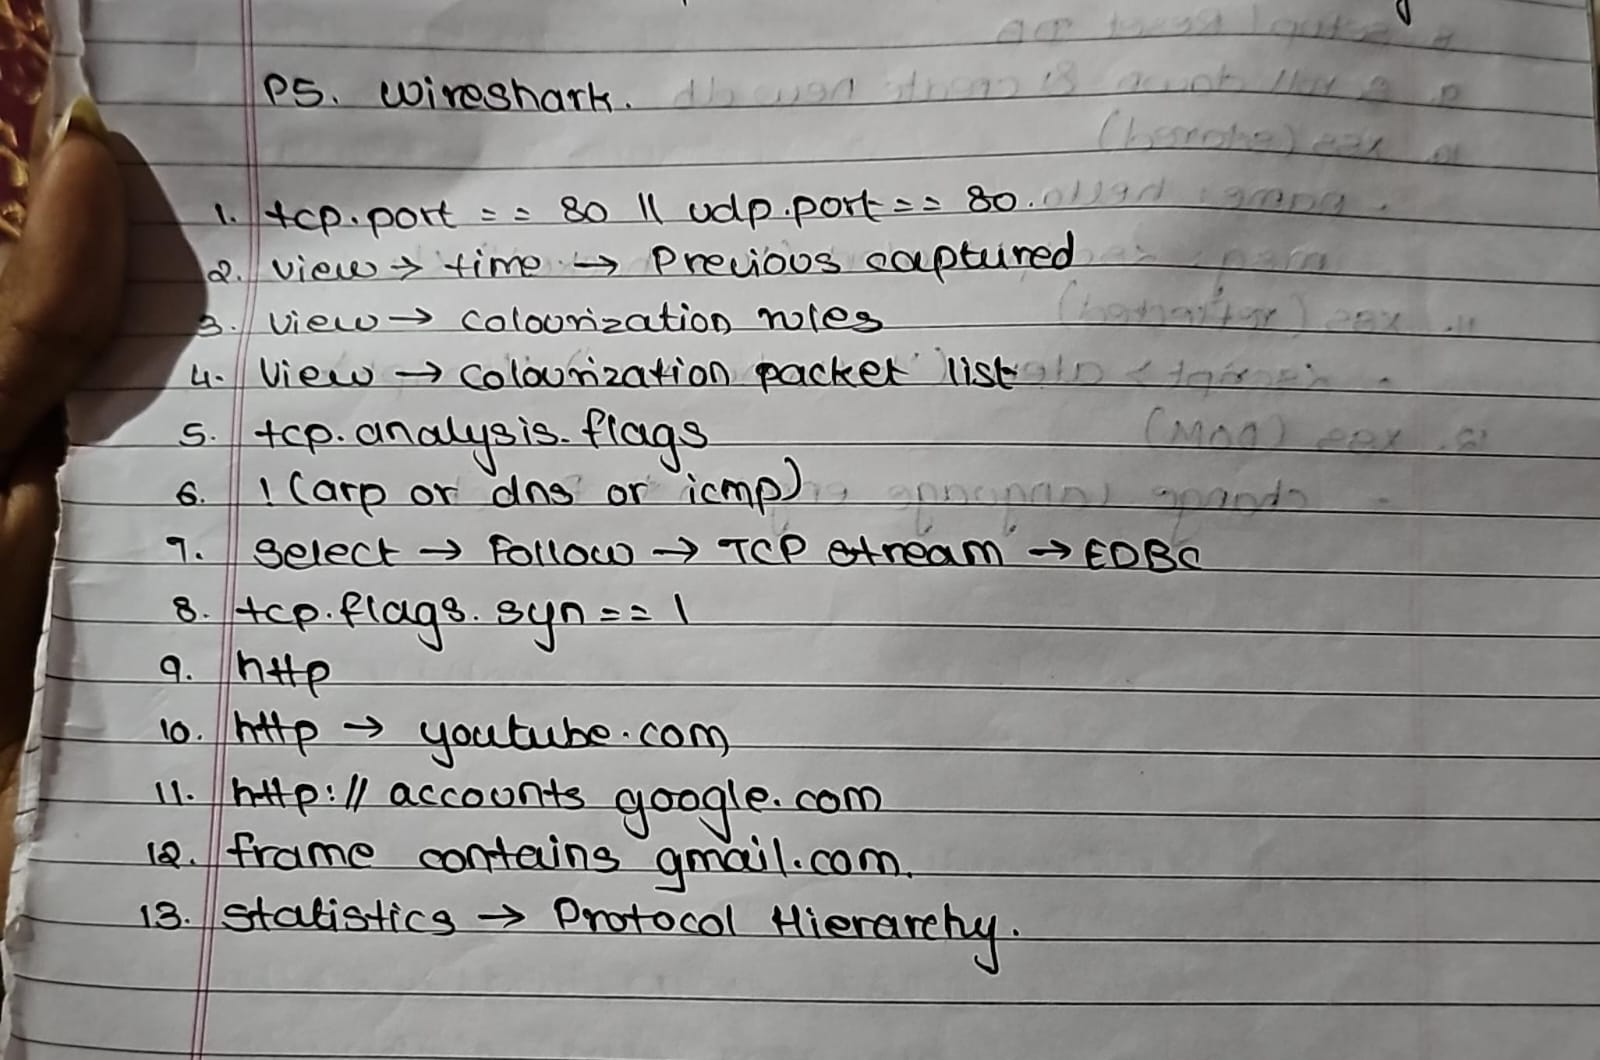 P5. Wireshark.
1. tcp.port == 80 || udp.port == 80.
2. View → time → Previous captured
3. View → Colourization rules
4. View → Colourization packet list
5. tcp.analysis.flags
6. !(arp or dns or icmp)
7. Select → Follow → TCP stream → EDBC
8. tcp.flags.syn == 1
9. http
10. http → youtube.com
11. http:// accounts google.com
12. frame contains gmail.com.
13. Statistics → Protocol Hierarchy.